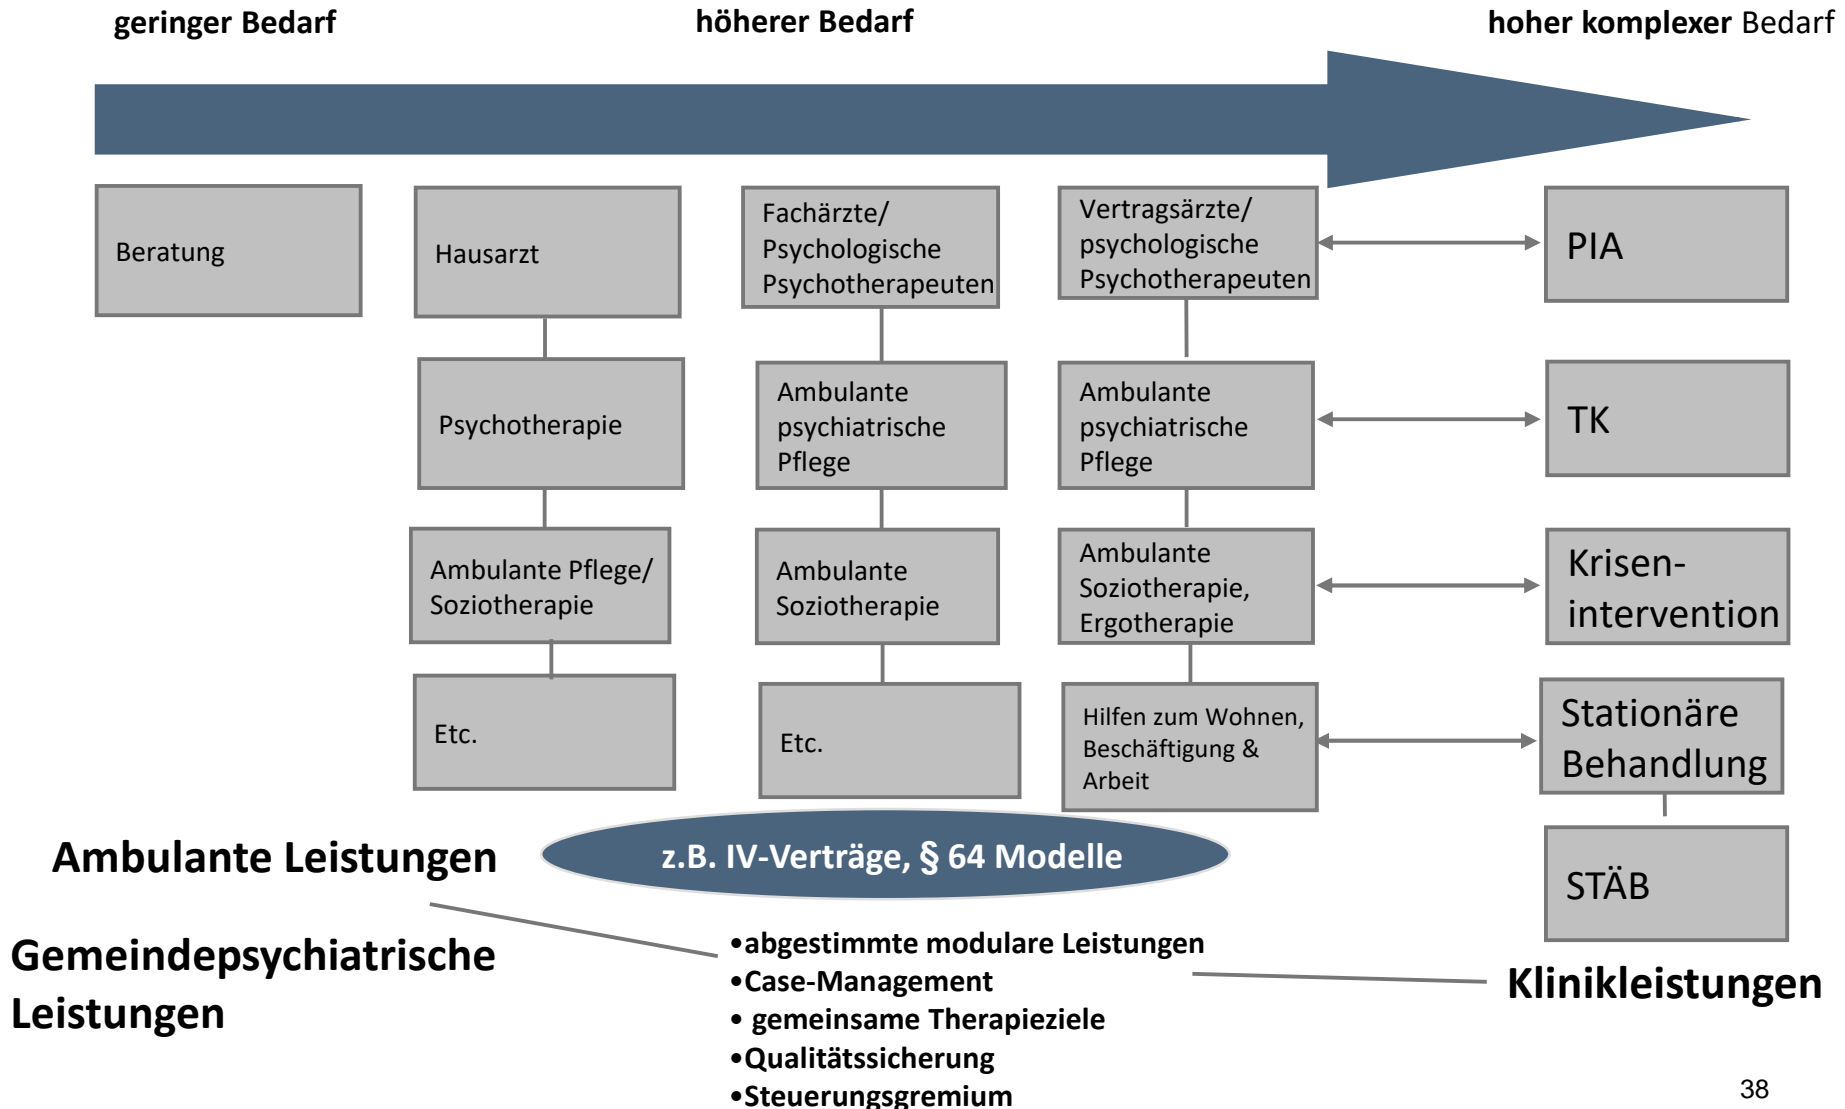 geringer Bedarf
höherer Bedarf
hoher komplexer Bedarf
Beratung
Hausarzt
Fachärzte/
Psychologische
Psychotherapeuten
Vertragsärzte/
psychologische
Psychotherapeuten
PIA
Psychotherapie
Ambulante
psychiatrische
Pflege
Ambulante
psychiatrische
Pflege
TK
Ambulante Pflege/
Soziotherapie
Ambulante
Soziotherapie
Ambulante
Soziotherapie,
Ergotherapie
Krisen-
intervention
Etc.
Etc.
Hilfen zum Wohnen,
Beschäftigung &
Arbeit
Stationäre
Behandlung
STÄB
Ambulante Leistungen
z.B. IV-Verträge, § 64 Modelle
Gemeindepsychiatrische
Leistungen
•abgestimmte modulare Leistungen
•Case-Management
• gemeinsame Therapieziele
•Qualitätssicherung
•Steuerungsgremium
Klinikleistungen
38